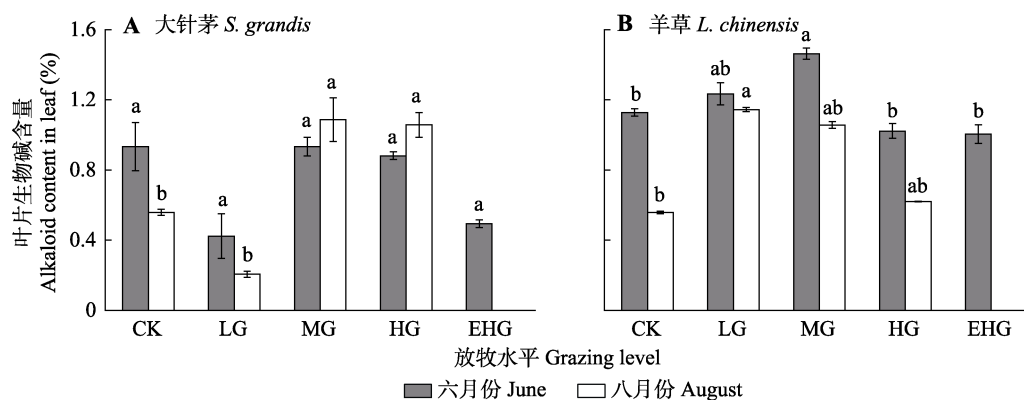 A 大针茅 S. grandis
B 羊草 L. chinensis
叶片生物碱含量
Alkaloid content in leaf (%)
1.6
1.2
0.8
0.4
0
a
b
a
b
a
a
a
a
a
b
b
ab
a
a
ab
b
ab
b
CK
LG
MG
HG
EHG
CK
LG
MG
HG
EHG
放牧水平 Grazing level
六月份 June
八月份 August